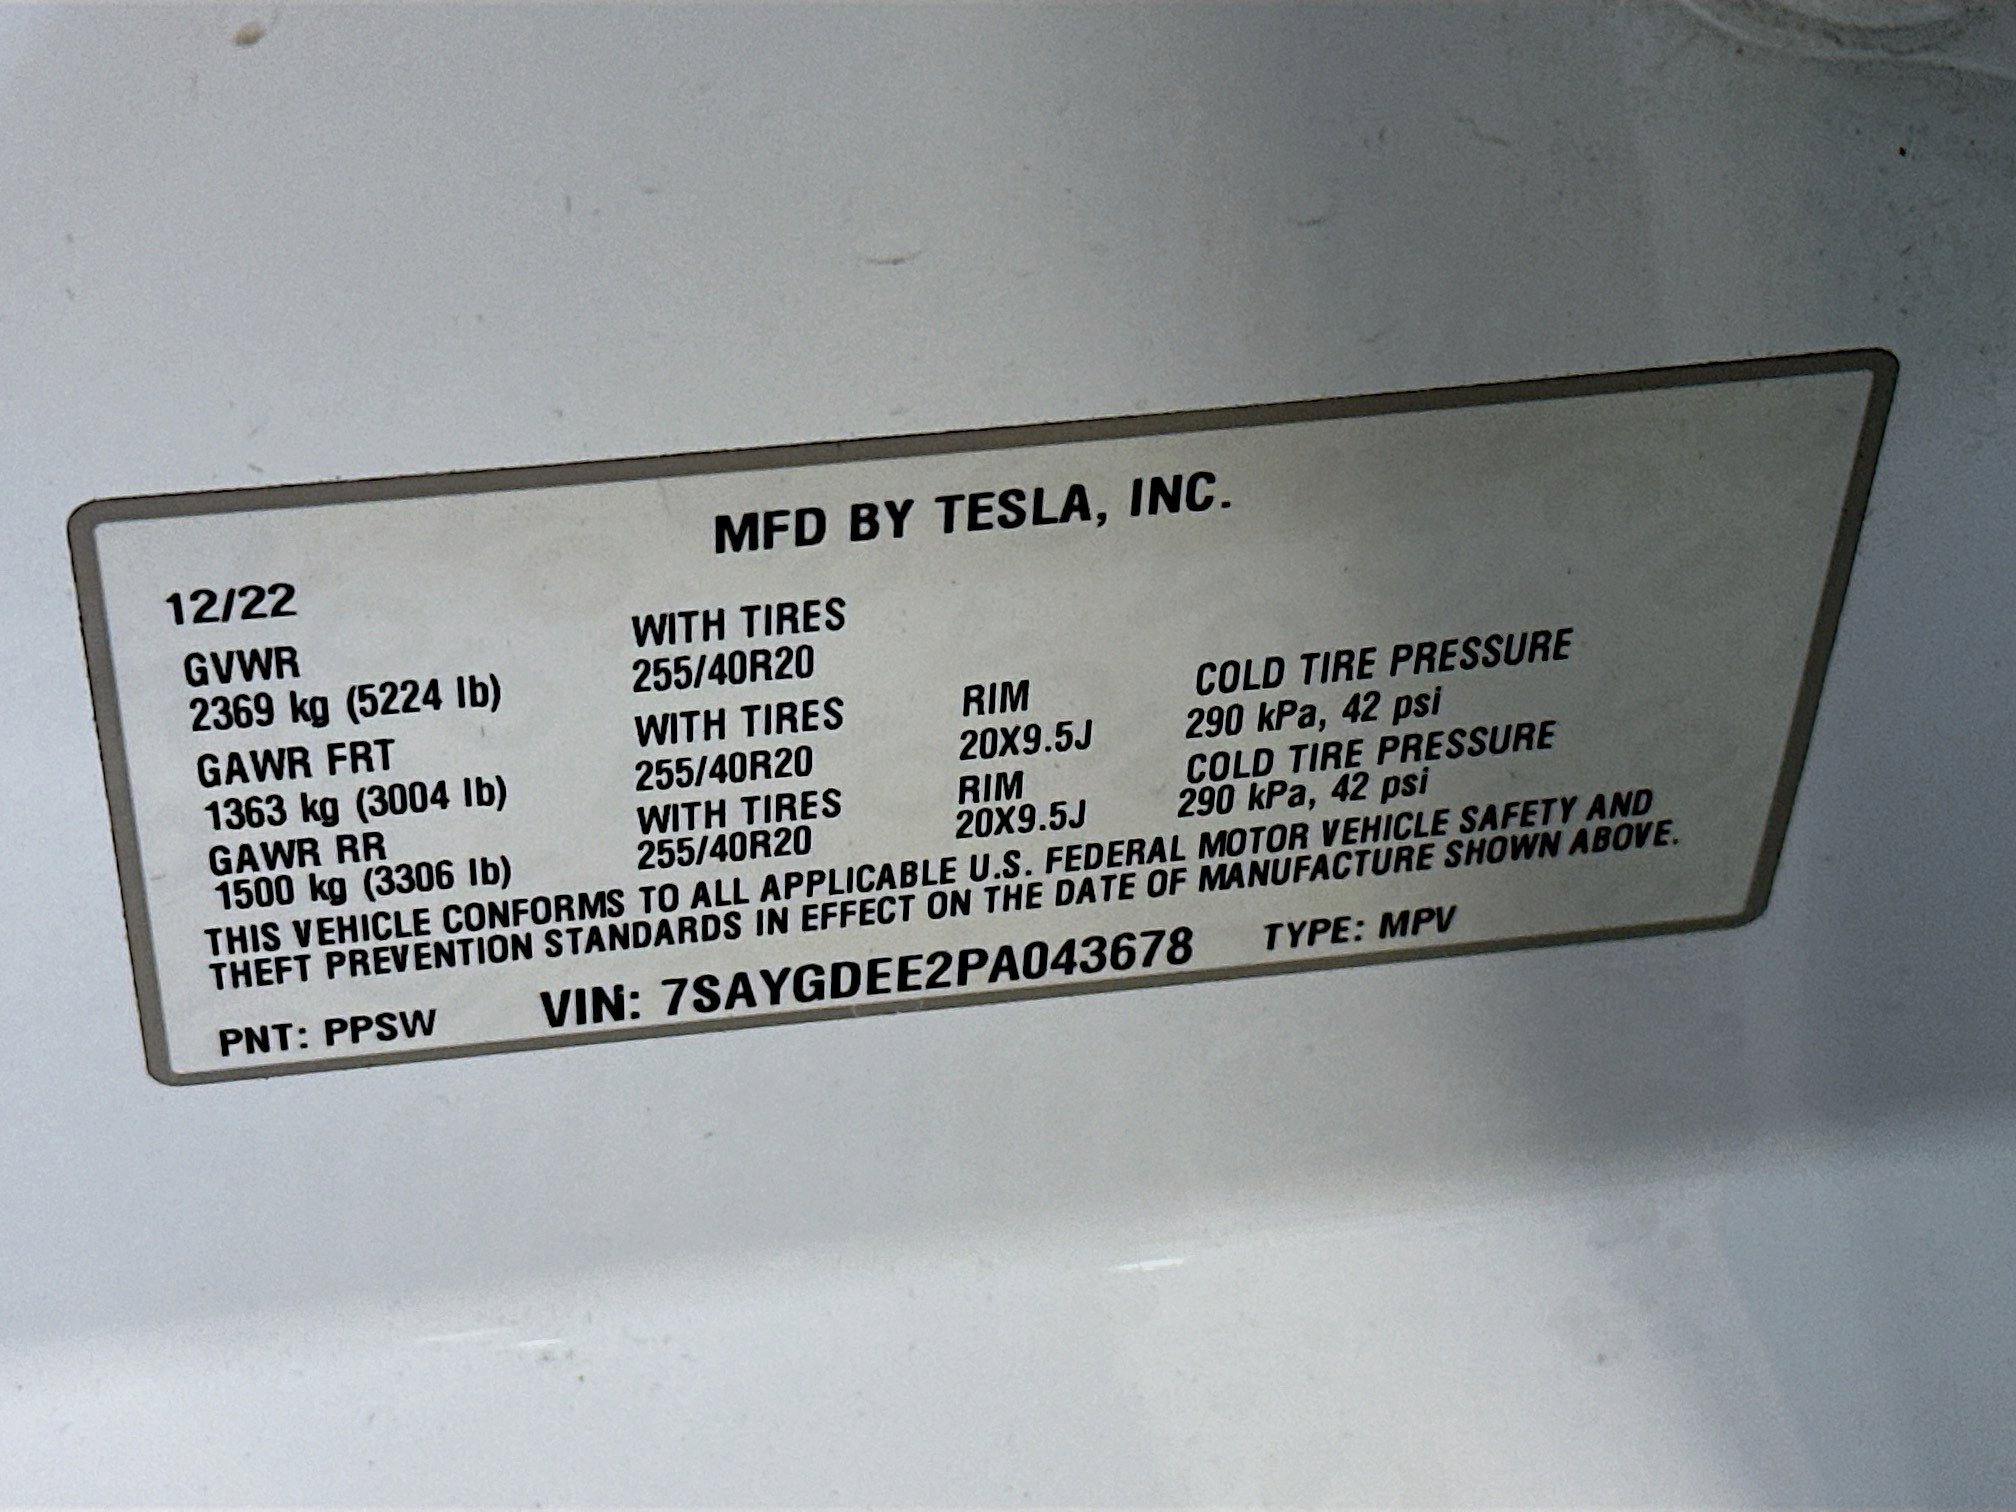 MFD BY TESLA, INC.
12/22
GVWR WITH TIRES
2369 kg (5224 lb) 255/40R20
GAWR FRT WITH TIRES RIM COLD TIRE PRESSURE
1363 kg (3004 lb) 255/40R20 20X9.5J 290 kPa, 42 psi
GAWR RR WITH TIRES RIM COLD TIRE PRESSURE
1500 kg (3306 lb) 255/40R20 20X9.5J 290 kPa, 42 psi
THIS VEHICLE CONFORMS TO ALL APPLICABLE U.S. FEDERAL MOTOR VEHICLE SAFETY AND
THEFT PREVENTION STANDARDS IN EFFECT ON THE DATE OF MANUFACTURE SHOWN ABOVE.
PNT: PPSW VIN: 7SAYGDEE2PA043678 TYPE: MPV